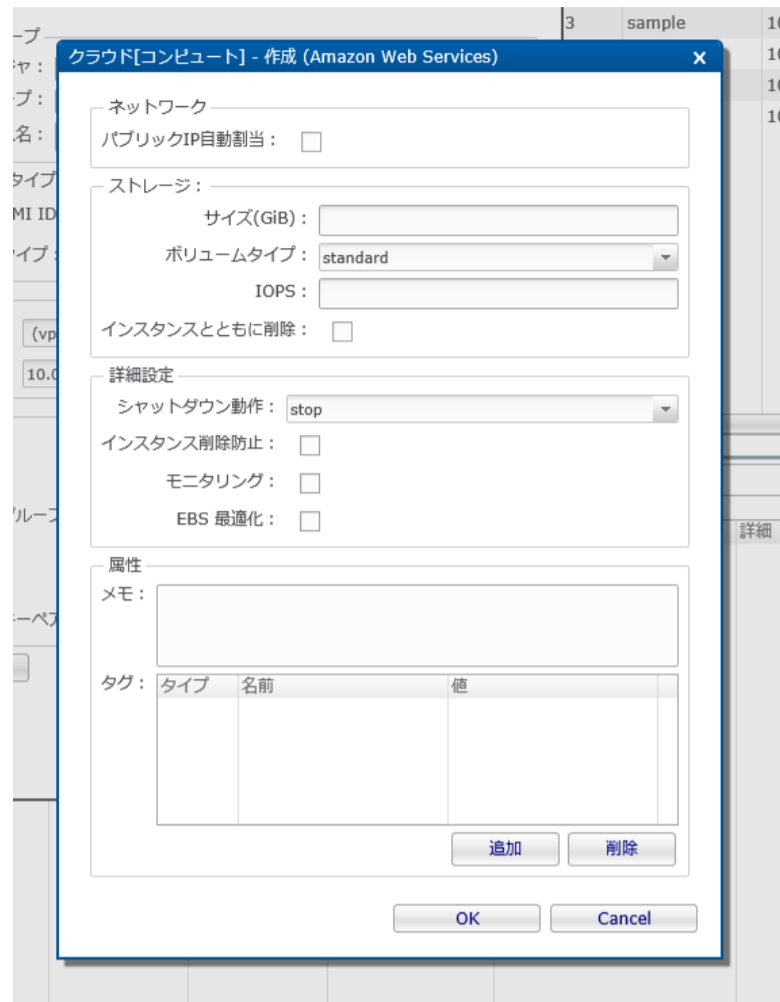 3 sample
クラウド[コンピュート] - 作成 (Amazon Web Services) x
ネットワーク
パブリックIP自動割当：
ストレージ：
サイズ(GiB)：
ボリュームタイプ： standard
IOPS：
インスタンスとともに削除：
詳細設定
シャットダウン動作： stop
インスタンス削除防止：
モニタリング：
EBS 最適化：
詳細
属性
メモ：
タグ： タイプ 名前 値
追加 削除
OK Cancel